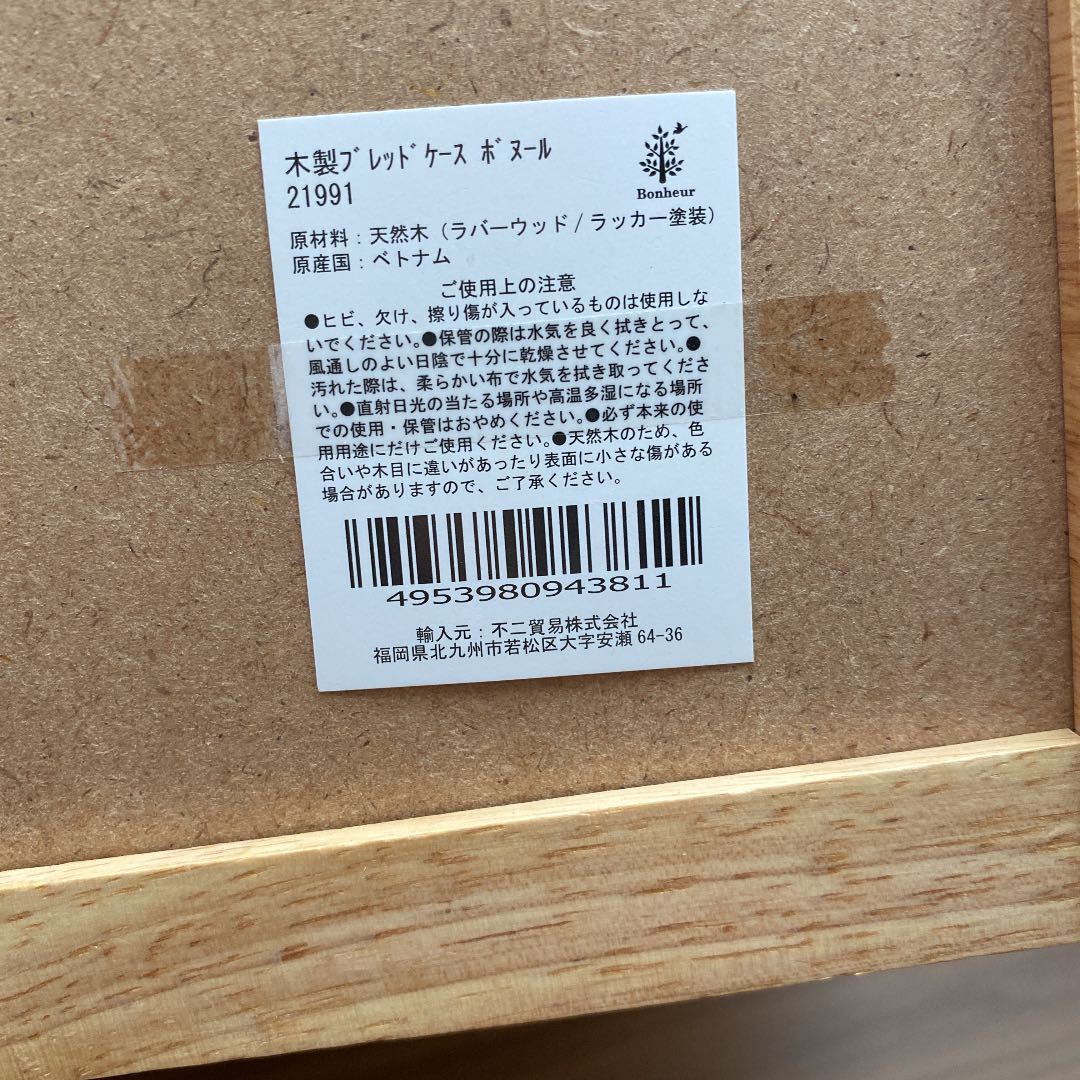 木製ﾌﾞﾚｯﾄﾞｹｰｽ ﾎﾞﾇｰﾙ
21991
Bonheur
原材料：天然木（ラバーウッド/ラッカー塗装）
原産国：ベトナム
ご使用上の注意
●ヒビ、欠け、擦り傷が入っているものは使用しな
いでください。●保管の際は水気を良く拭きとって、
風通しのよい日陰で十分に乾燥させてください。●
汚れた際は、柔らかい布で水気を拭き取ってくださ
い。●直射日光の当たる場所や高温多湿になる場所
での使用・保管はおやめください。●必ず本来の使
用用途にだけご使用ください。●天然木のため、色
合いや木目に違いがあったり表面に小さな傷がある
場合がありますので、ご了承ください。
4953980943811
輸入元：不二貿易株式会社
福岡県北九州市若松区大字安瀬 64-36